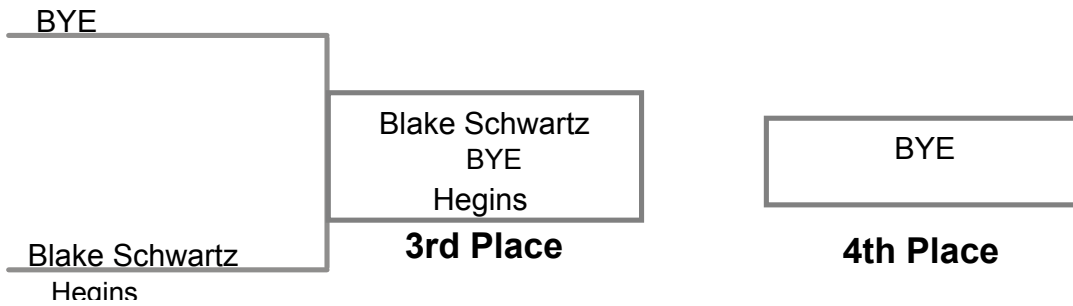 BYE
Blake Schwartz
BYE
Hegins
3rd Place
BYE
4th Place
Blake Schwartz
Hegins